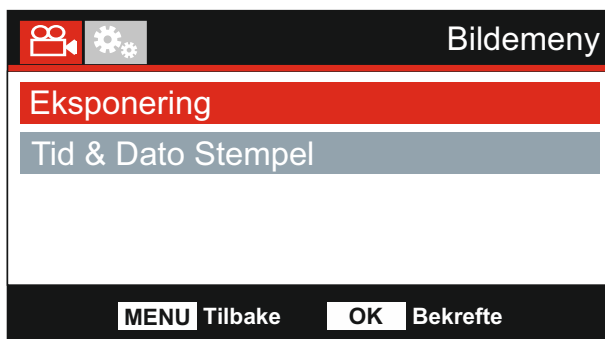 Bildemeny
Eksponering
Tid & Dato Stempel
MENU Tilbake OK Bekrefte